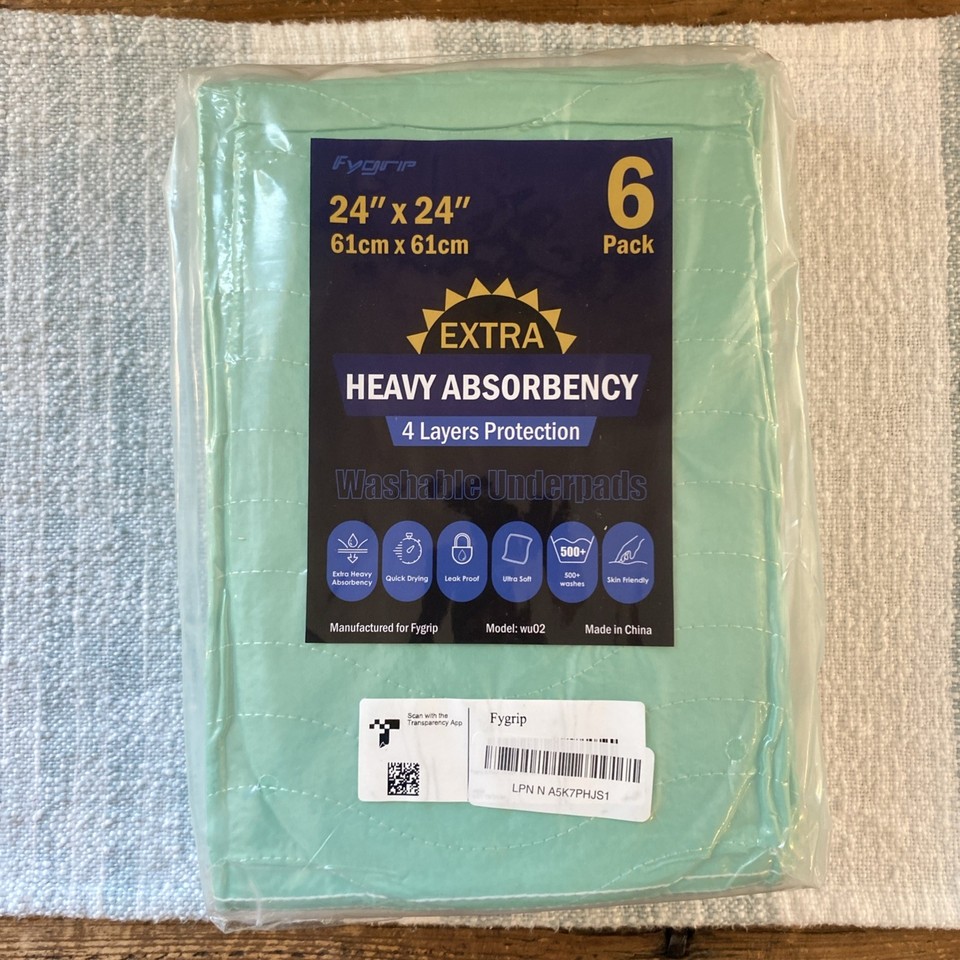 Fygrip
24" x 24"
61cm x 61cm
6
Pack
EXTRA
HEAVY ABSORBENCY
4 Layers Protection
Washable Underpads
Extra Heavy
Absorbency
Quick Drying
Leak Proof
Ultra Soft
500+
500+
washes
Skin Friendly
Manufactured for Fygrip
Model: wu02
Made in China
Scan with the
Transparency App
Fygrip
LPN N A5K7PHJS1